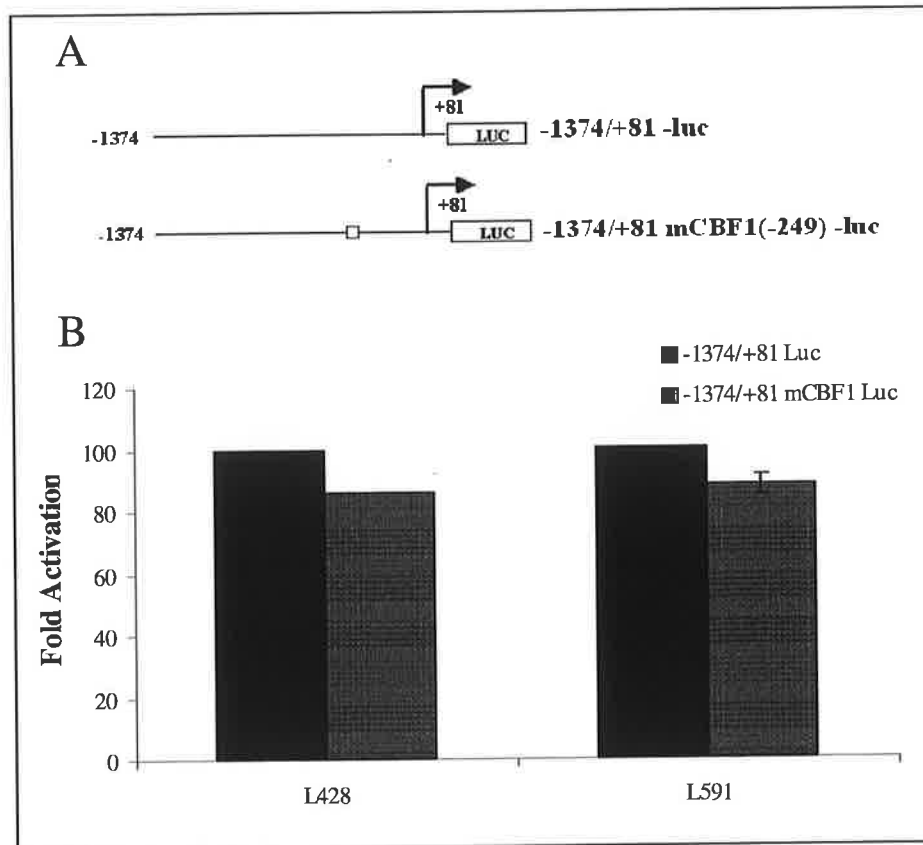 A
+81
-1374
LUC
-1374/+81 -luc
+81
-1374
LUC
-1374/+81 mCBF1(-249) -luc
B
-1374/+81 Luc
-1374/+81 mCBF1 Luc
Fold Activation
120
100
80
60
40
20
0
L428
L591